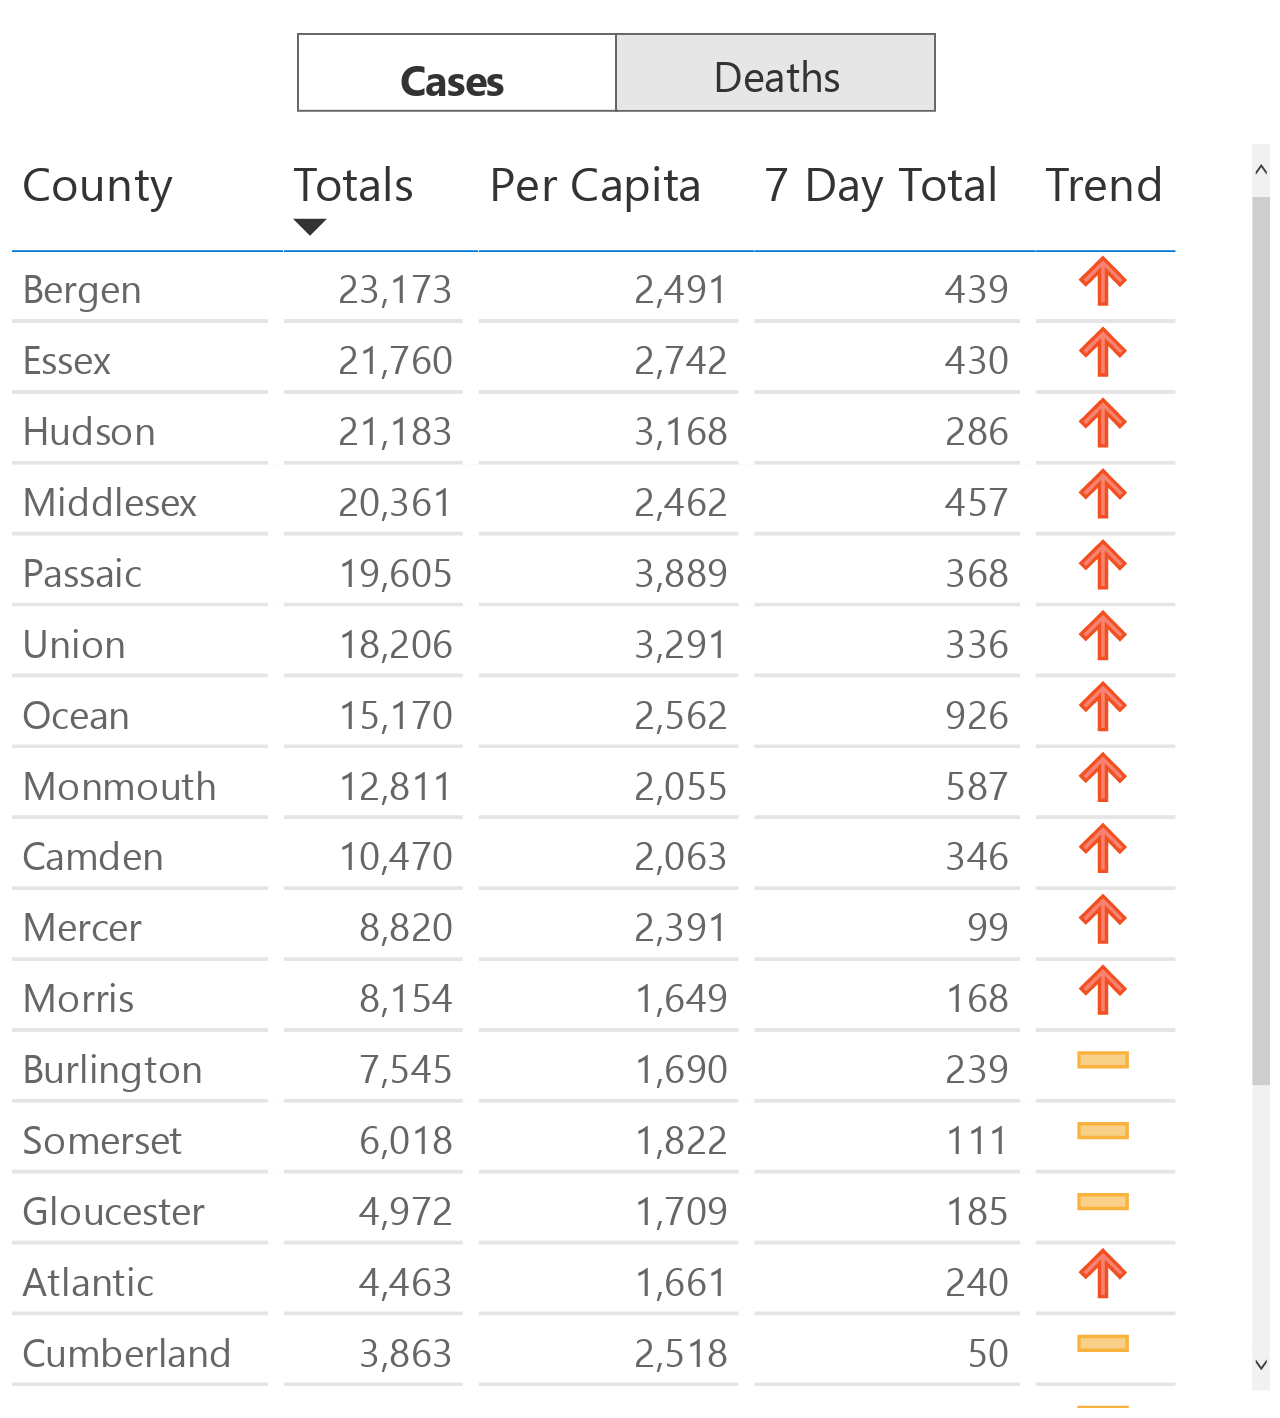 Cases Deaths
County Totals Per Capita 7 Day Total Trend
Bergen 23,173 2,491 439
Essex 21,760 2,742 430
Hudson 21,183 3,168 286
Middlesex 20,361 2,462 457
Passaic 19,605 3,889 368
Union 18,206 3,291 336
Ocean 15,170 2,562 926
Monmouth 12,811 2,055 587
Camden 10,470 2,063 346
Mercer 8,820 2,391 99
Morris 8,154 1,649 168
Burlington 7,545 1,690 239
Somerset 6,018 1,822 111
Gloucester 4,972 1,709 185
Atlantic 4,463 1,661 240
Cumberland 3,863 2,518 50